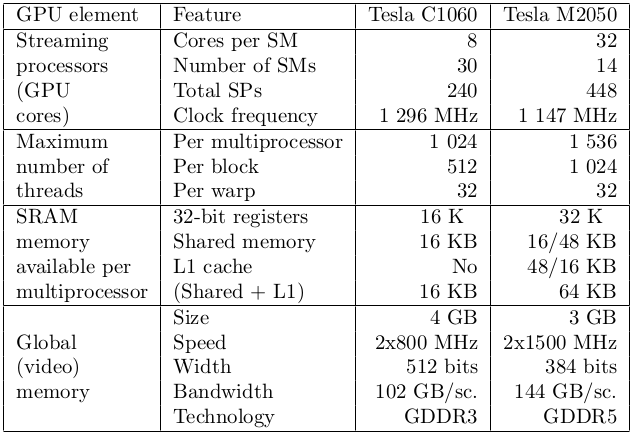 GPU element Feature Tesla C1060 Tesla M2050
Streaming Cores per SM 8 32
processors Number of SMs 30 14
(GPU Total SPs 240 448
cores) Clock frequency 1 296 MHz 1 147 MHz
Maximum Per multiprocessor 1 024 1 536
number of Per block 512 1 024
threads Per warp 32 32
SRAM 32-bit registers 16 K 32 K
memory Shared memory 16 KB 16/48 KB
available per L1 cache No 48/16 KB
multiprocessor (Shared + L1) 16 KB 64 KB
Size 4 GB 3 GB
Global Speed 2x800 MHz 2x1500 MHz
(video) Width 512 bits 384 bits
memory Bandwidth 102 GB/sc. 144 GB/sc.
Technology GDDR3 GDDR5